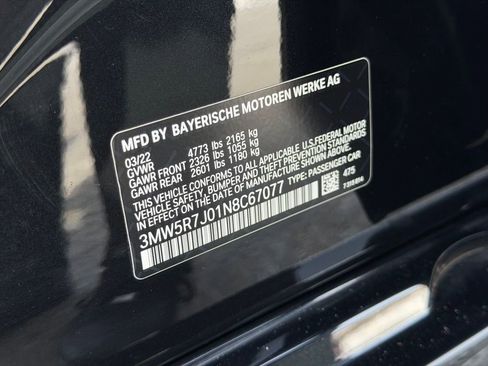 MFD BY BAYERISCHE MOTOREN WERKE AG
03/22
GVWR 4773 lbs 2165 kg
GAWR FRONT 2326 lbs 1055 kg
GAWR REAR 2601 lbs 1180 kg
THIS VEHICLE CONFORMS TO ALL APPLICABLE U.S.FEDERAL MOTOR
VEHICLE SAFETY, BUMPER AND THEFT PREVENTION STANDARDS
IN EFFECT ON THE DATE OF MANUFACTURE SHOWN ABOVE.
3MW5R7J01N8C67077 TYPE: PASSENGER CAR
475